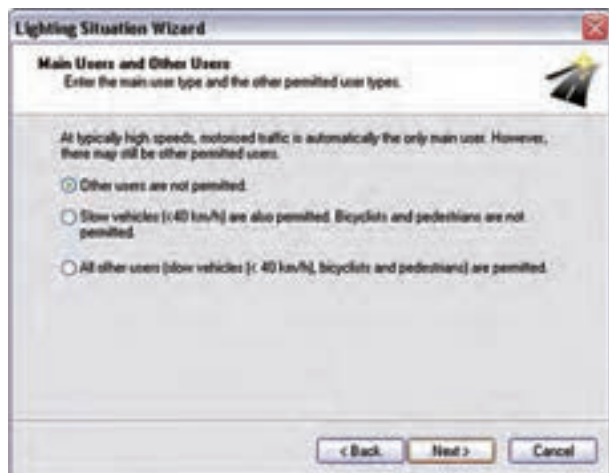 Lighting Situation Wizard
Main Users and Other Users
Enter the main user type and the other permitted user types.
At typically high speeds, motorised traffic is automatically the only main user. However,
there may still be other permitted users.
Other users are not permitted.
Slow vehicles (<40 km/h) are also permitted. Bicyclists and pedestrians are not
permitted.
All other users (slow vehicles (< 40 km/h), bicyclists and pedestrians) are permitted.
< Back
Next >
Cancel